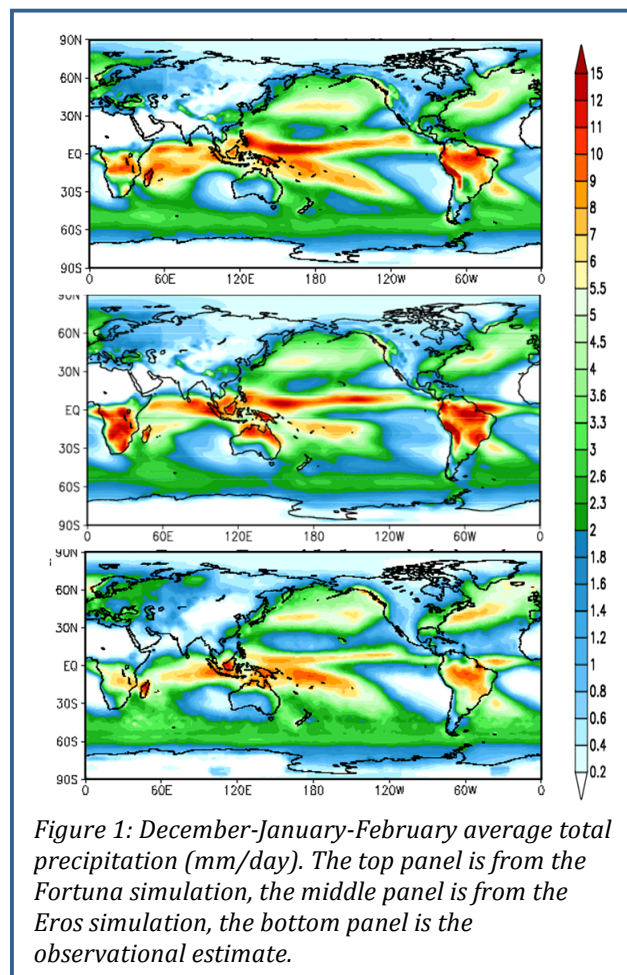 90N
60N
30N
EQ
30S
60S
90S
0 60E 120E 180 120W 60W 0
90N
60N
30N
EQ
30S
60S
90S
0 60E 120E 180 120W 60W 0
90N
60N
30N
EQ
30S
60S
90S
0 60E 120E 180 120W 60W 0
15
12
11
10
9
8
7
6
5.5
5
4.5
4
3.5
3.6
3.3
3
2.6
2.3
2
1.8
1.4
1.2
1
0.8
0.6
0.4
0.2
Figure 1: December-January-February average total
precipitation (mm/day). The top panel is from the
Fortuna simulation, the middle panel is from the
Eros simulation, the bottom panel is the
observational estimate.